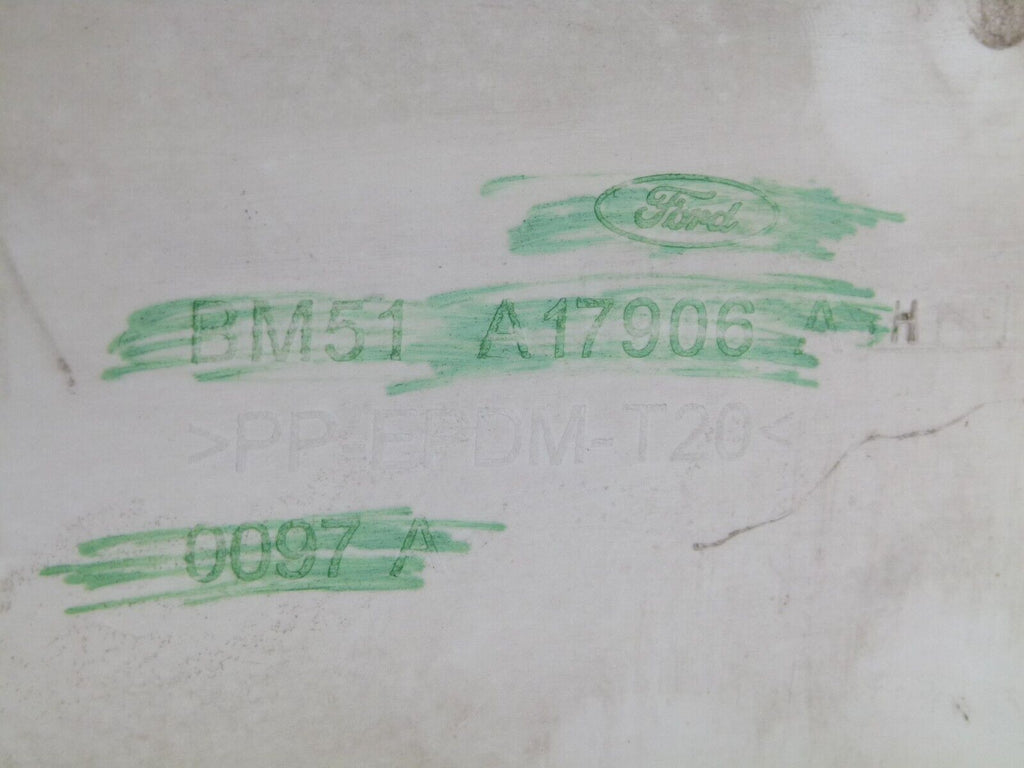 Ford
BM51 A17906 A H
>PP-EPDM-T20<
0097 A